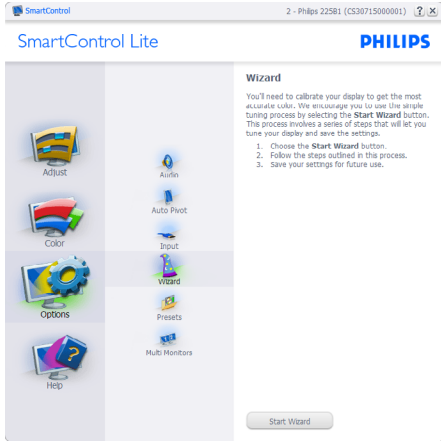 SmartControl
2 - Philips 225B1 (CS30715000001)
SmartControl Lite
PHILIPS
Adjust
Color
Options
Help
Audio
Auto Pivot
Input
Wizard
Presets
Multi Monitors
Wizard
You'll need to calibrate your display to get the most
accurate color. We encourage you to use the simple
tuning process by selecting the Start Wizard button.
This process involves a series of steps that will let you
tune your display and save the settings.
1. Choose the Start Wizard button.
2. Follow the steps outlined in this process.
3. Save your settings for future use.
Start Wizard